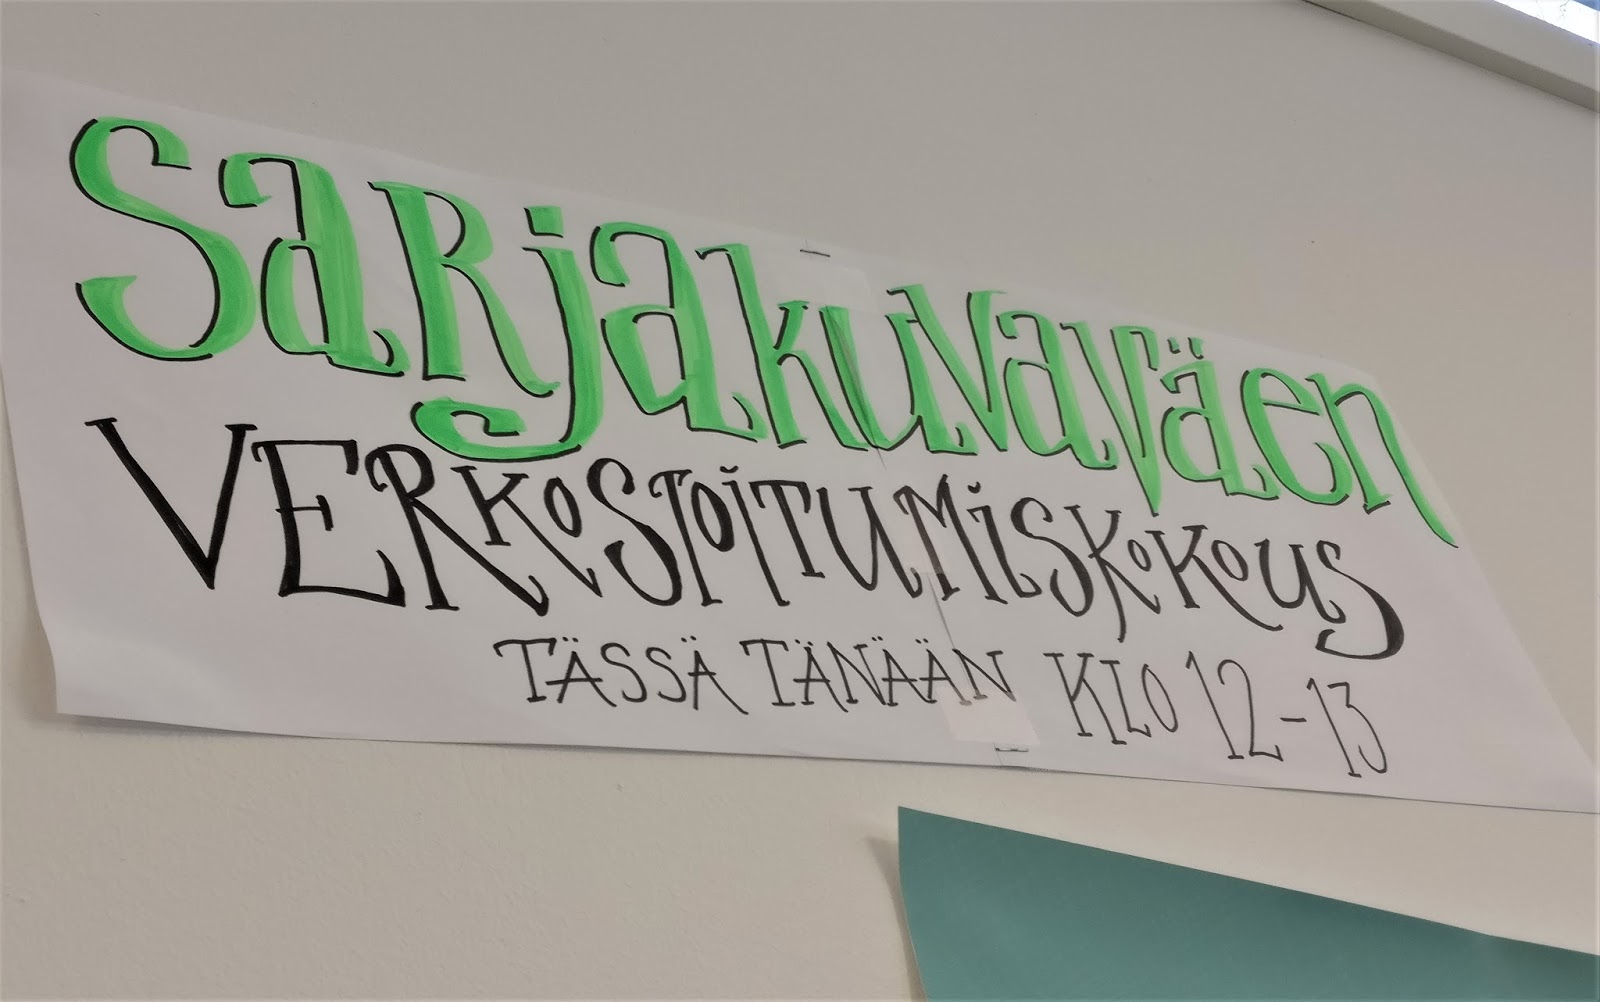 Sarjakuvaväen
VERKOSTOITUMISKOKOUS
TÄSSÄ TÄNÄÄN KLO 12-13